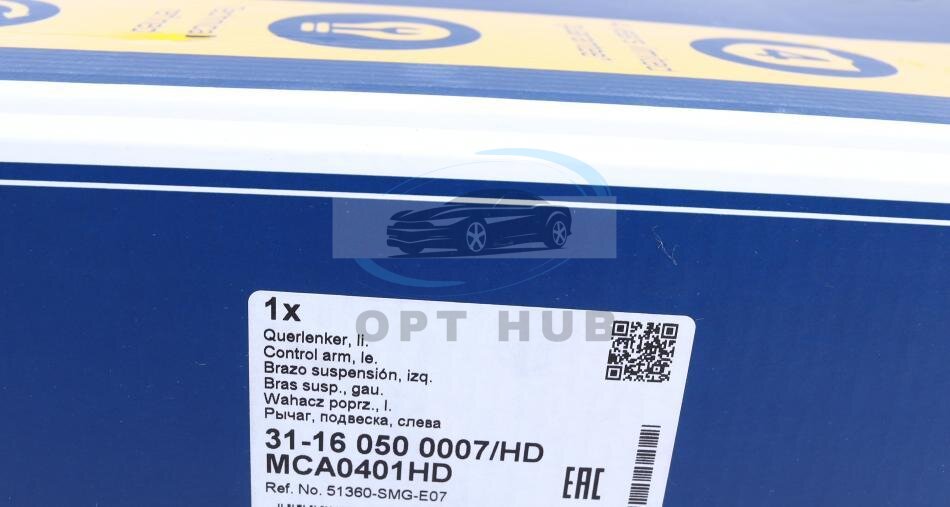 1x
Querlenker, li.
Control arm, le.
Brazo suspensión, izq.
Bras susp., gau.
Wahacz poprz., l.
Рычаг, подвеска, слева
31-16 050 0007/HD
MCA0401HD
Ref. No. 51360-SMG-E07
EAC
OPT HUB